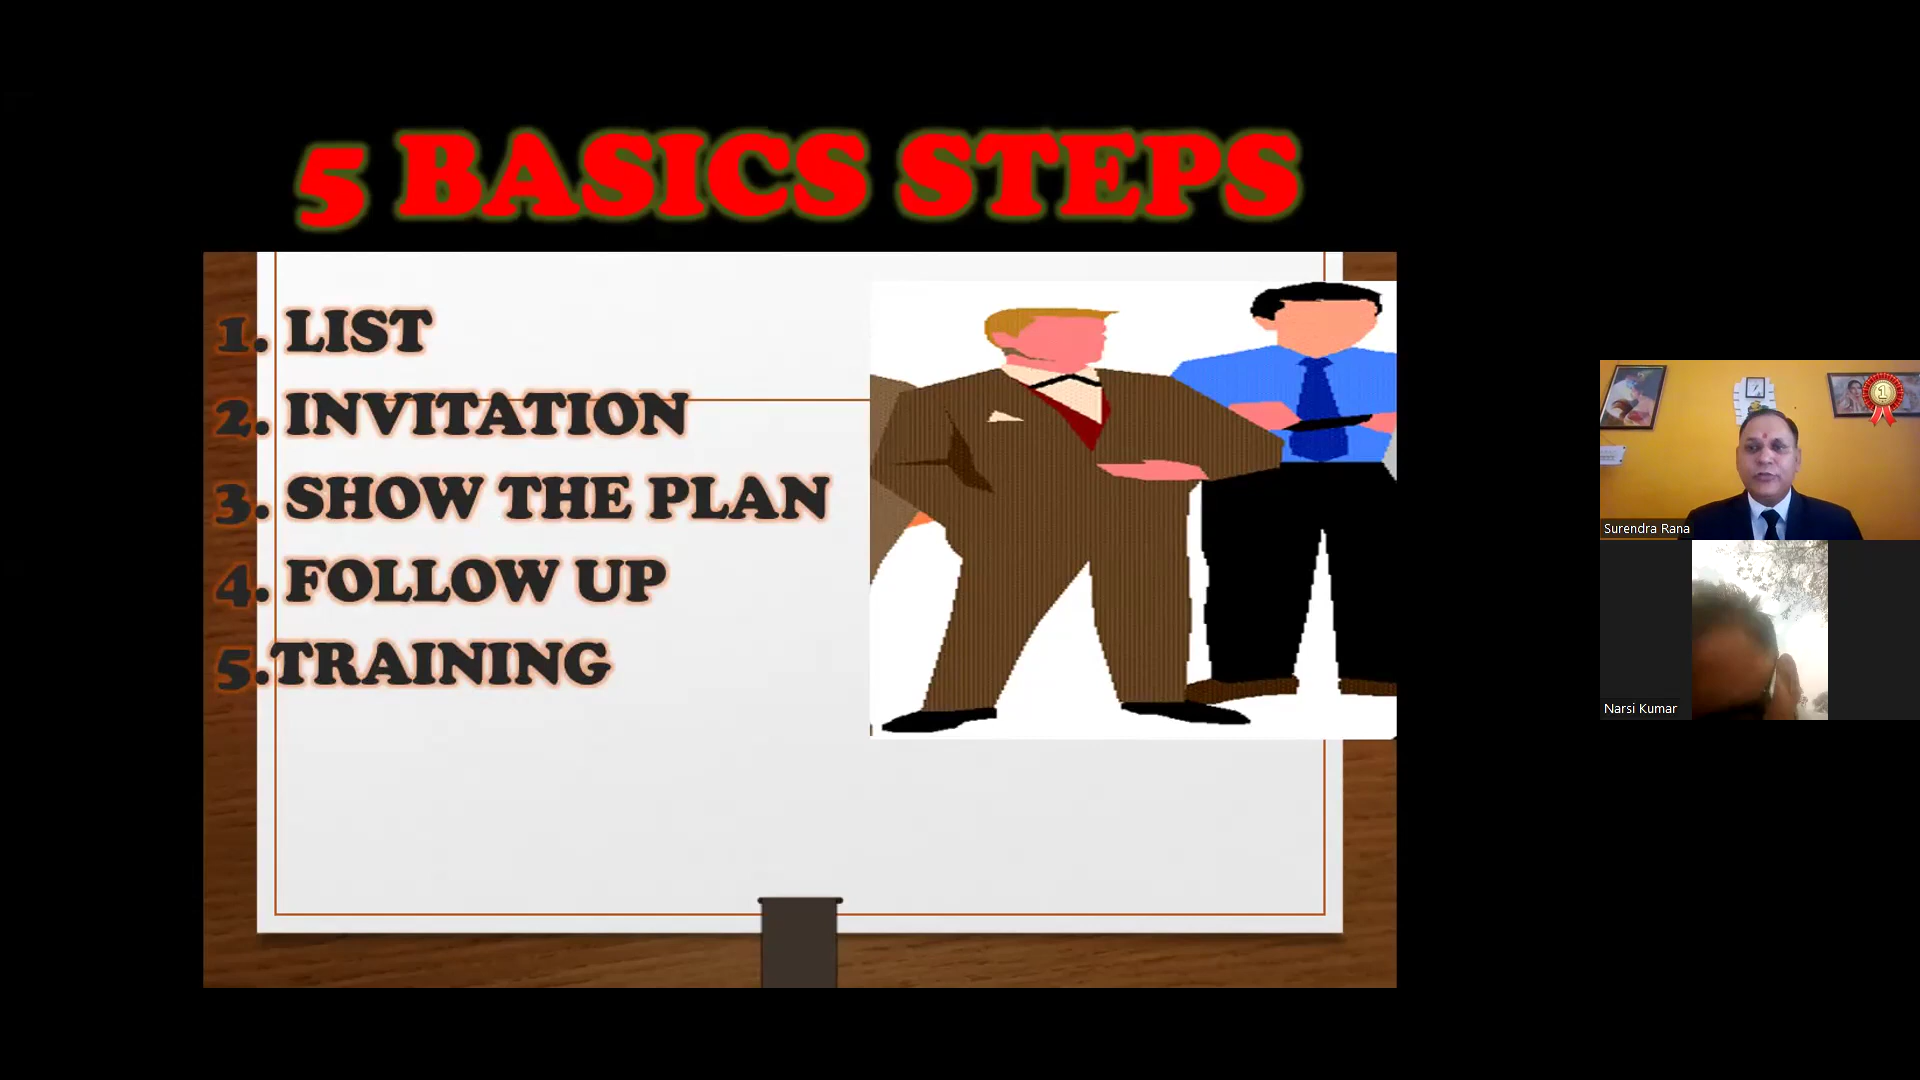 5 BASICS STEPS
1. LIST
2. INVITATION
3. SHOW THE PLAN
4. FOLLOW UP
5.TRAINING
1
Surendra Rana
Narsi Kumar